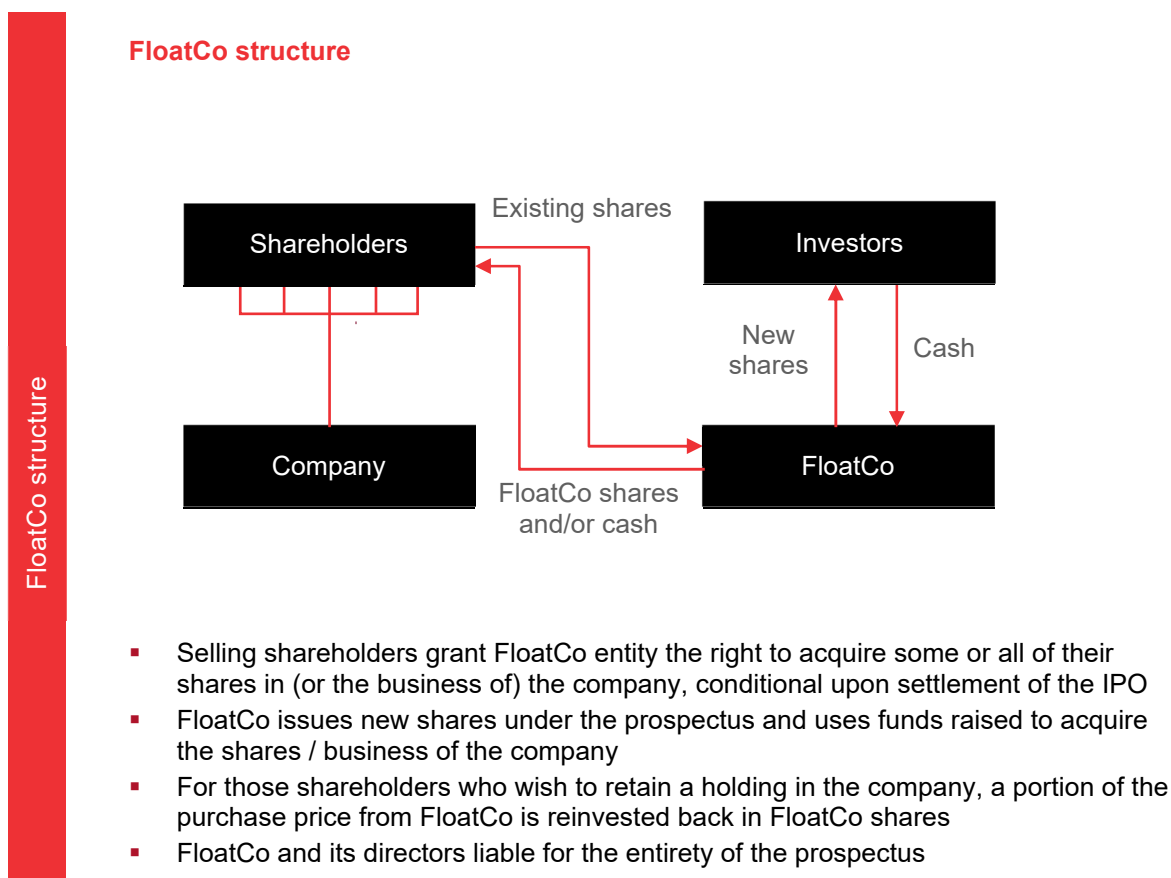 FloatCo structure
Existing shares
Shareholders
Investors
New
shares
Cash
FloatCo structure
Company
FloatCo
FloatCo shares
and/or cash
▪ Selling shareholders grant FloatCo entity the right to acquire some or all of their
shares in (or the business of) the company, conditional upon settlement of the IPO
▪ FloatCo issues new shares under the prospectus and uses funds raised to acquire
the shares / business of the company
▪ For those shareholders who wish to retain a holding in the company, a portion of the
purchase price from FloatCo is reinvested back in FloatCo shares
▪ FloatCo and its directors liable for the entirety of the prospectus